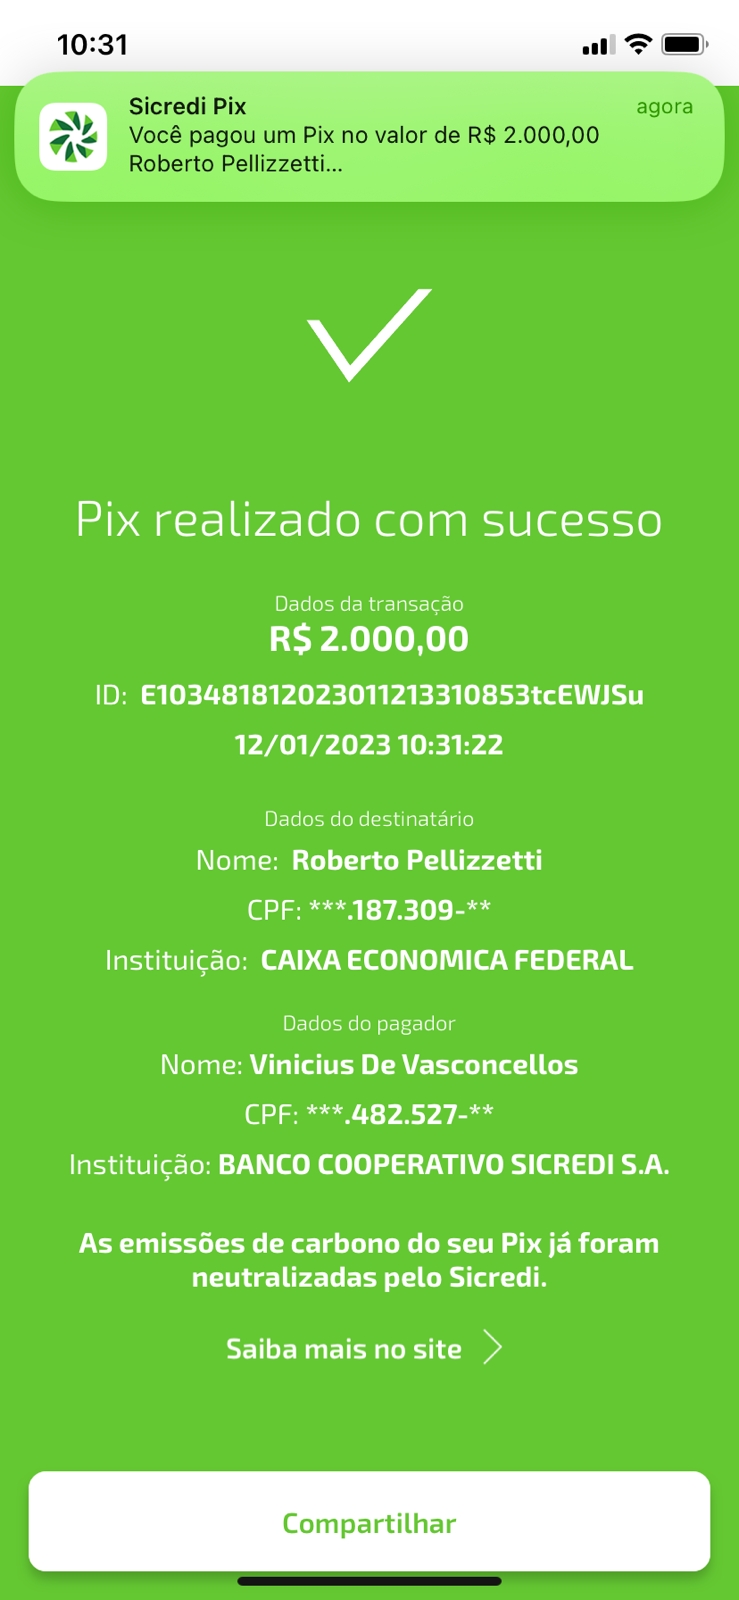 10:31
Sicredi Pix
agora
Você pagou um Pix no valor de R$ 2.000,00
Roberto Pellizzetti...
Pix realizado com sucesso
Dados da transação
R$ 2.000,00
ID: E103481812023011213310853tcEWJSu
12/01/2023 10:31:22
Dados do destinatário
Nome: Roberto Pellizzetti
CPF: ***.187.309-**
Instituição: CAIXA ECONOMICA FEDERAL
Dados do pagador
Nome: Vinicius De Vasconcellos
CPF: ***.482.527-**
Instituição: BANCO COOPERATIVO SICREDI S.A.
As emissões de carbono do seu Pix já foram
neutralizadas pelo Sicredi.
Saiba mais no site
Compartilhar